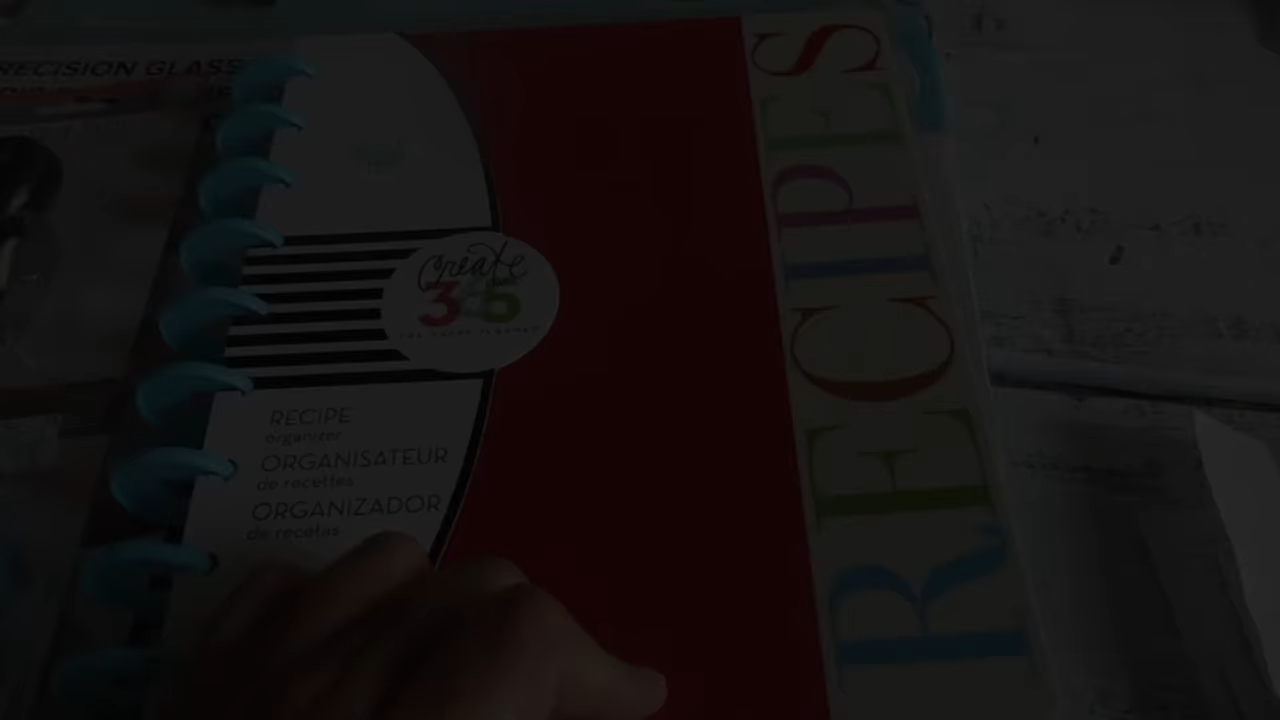 RECISION GLASS
create
365
THE HAPPY PLANNER
RECIPE
organizer
ORGANISATEUR
de recettes
ORGANIZADOR
de recetas
RECIPES